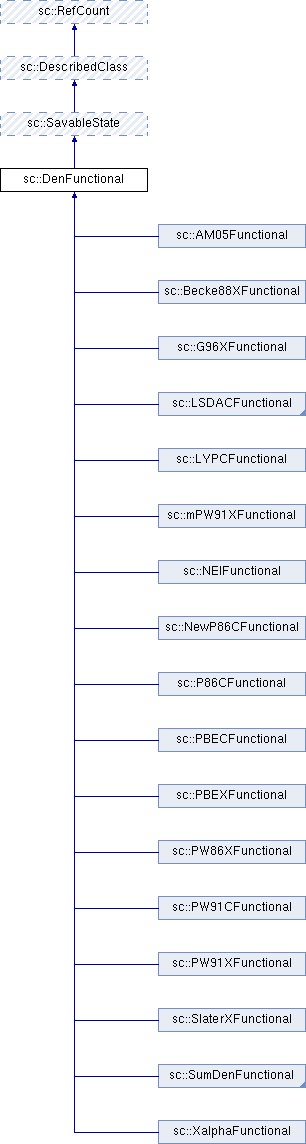 sc::RefCount
sc::DescribedClass
sc::SavableState
sc::DenFunctional
sc::AM05Functional
sc::Becke88XFunctional
sc::G96XFunctional
sc::LSDACFunctional
sc::LYPCFunctional
sc::mPW91XFunctional
sc::NElFunctional
sc::NewP86CFunctional
sc::P86CFunctional
sc::PBECFunctional
sc::PBEXFunctional
sc::PW86XFunctional
sc::PW91CFunctional
sc::PW91XFunctional
sc::SlaterXFunctional
sc::SumDenFunctional
sc::XalphaFunctional